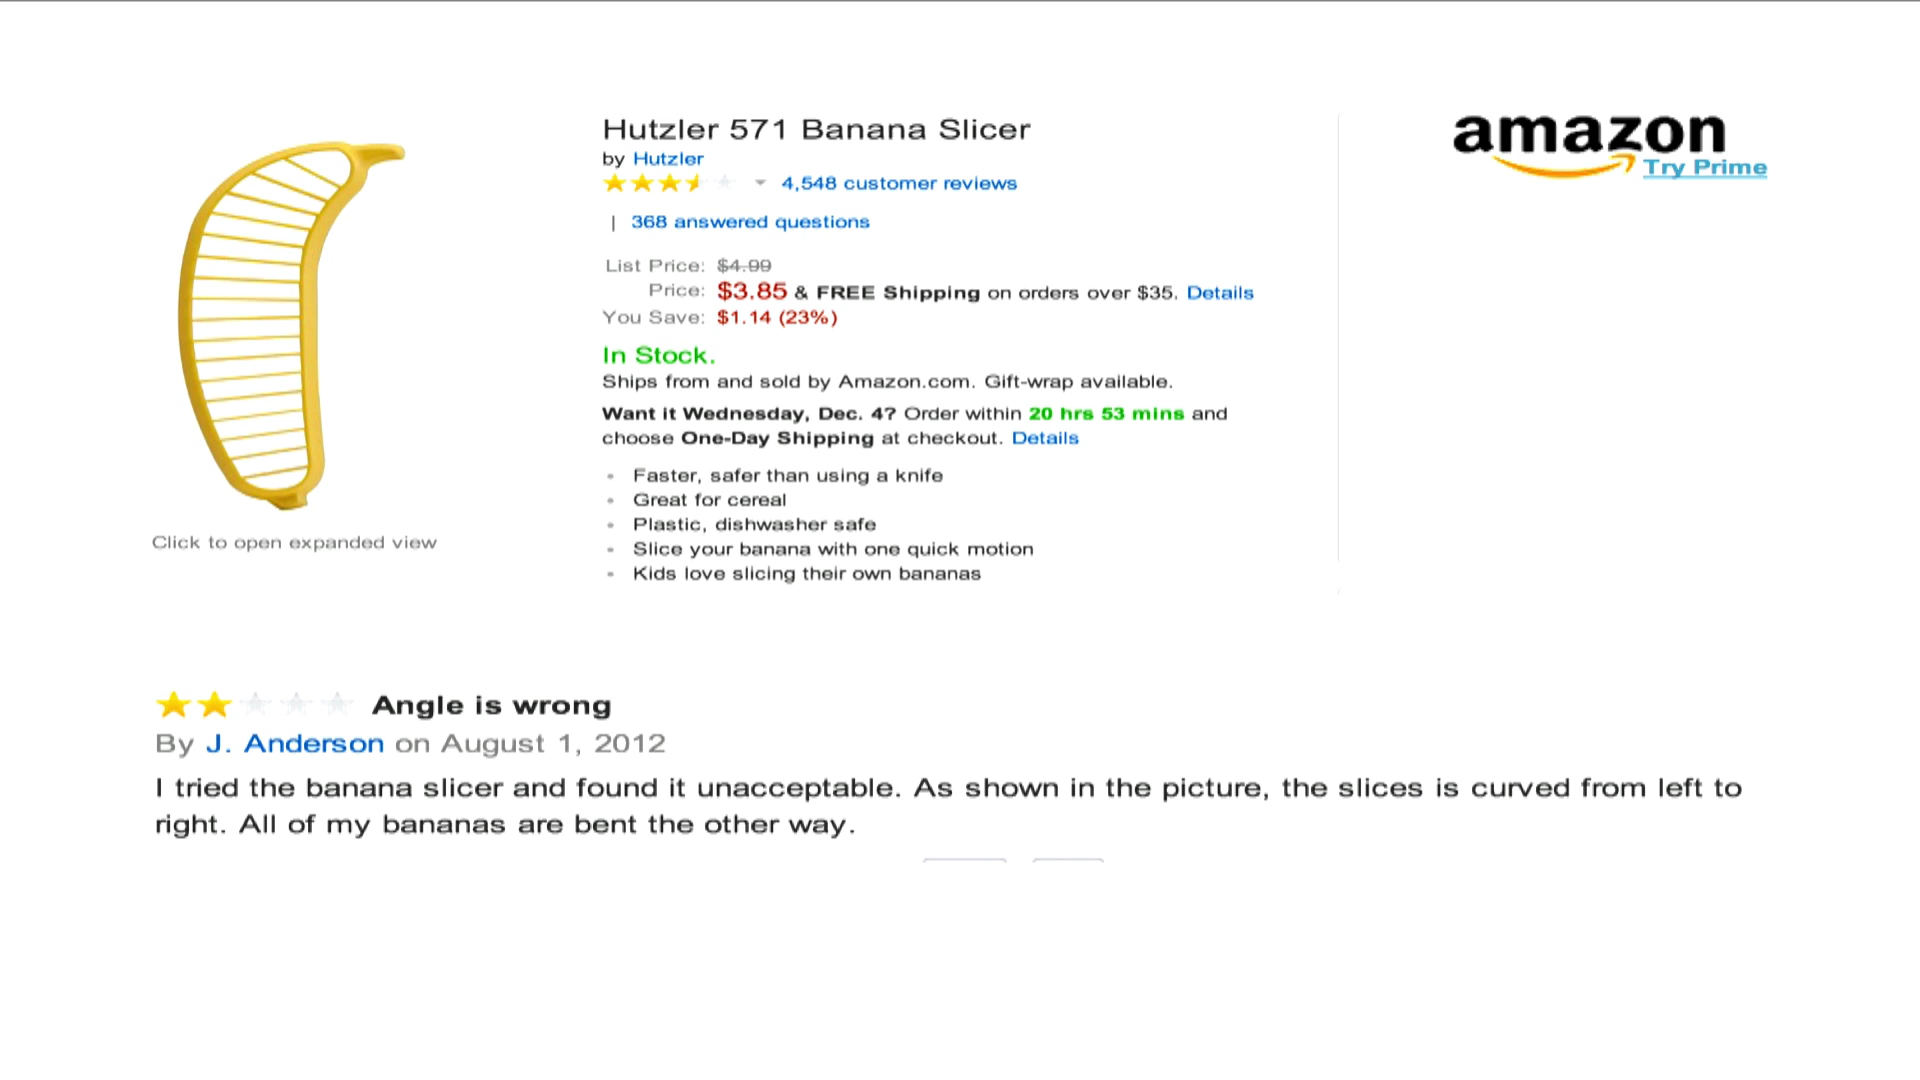 Hutzler 571 Banana Slicer
by Hutzler
4,548 customer reviews
| 368 answered questions
List Price: $4.99
Price: $3.85 & FREE Shipping on orders over $35. Details
You Save: $1.14 (23%)
In Stock.
Ships from and sold by Amazon.com. Gift-wrap available.
Want it Wednesday, Dec. 4? Order within 20 hrs 53 mins and
choose One-Day Shipping at checkout. Details
Faster, safer than using a knife
Great for cereal
Plastic, dishwasher safe
Slice your banana with one quick motion
Kids love slicing their own bananas
Click to open expanded view
amazon
Try Prime
Angle is wrong
By J. Anderson on August 1, 2012
I tried the banana slicer and found it unacceptable. As shown in the picture, the slices is curved from left to
right. All of my bananas are bent the other way.